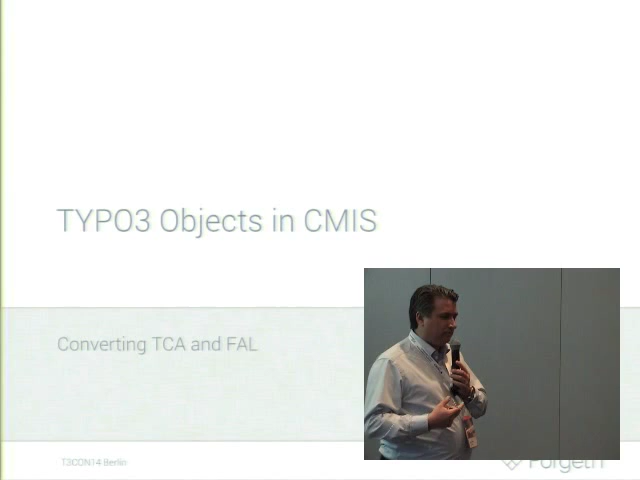 TYPO3 Objects in CMIS
Converting TCA and FAL
T3CON14 Berlin